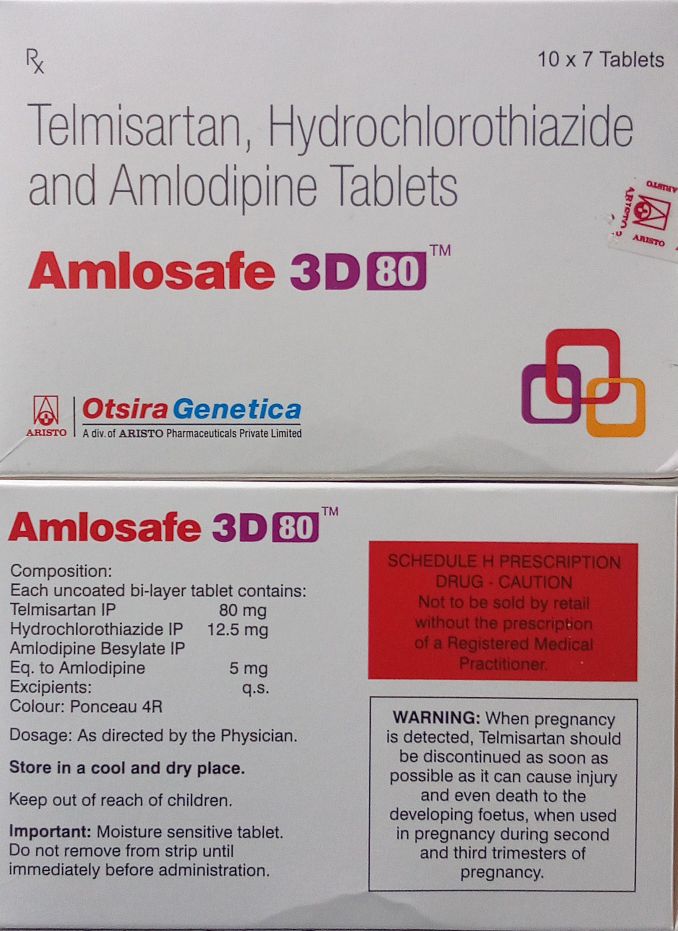 Rx
10 x 7 Tablets
Telmisartan, Hydrochlorothiazide
and Amlodipine Tablets
Amlosafe 3D 80™
ARISTO
ARISTO
ARISTO
ARISTO
Otsira Genetica
A div. of ARISTO Pharmaceuticals Private Limited
Amlosafe 3D 80™
Composition:
Each uncoated bi-layer tablet contains:
Telmisartan IP 80 mg
Hydrochlorothiazide IP 12.5 mg
Amlodipine Besylate IP
Eq. to Amlodipine 5 mg
Excipients: q.s.
Colour: Ponceau 4R
Dosage: As directed by the Physician.
Store in a cool and dry place.
Keep out of reach of children.
Important: Moisture sensitive tablet.
Do not remove from strip until
immediately before administration.
SCHEDULE H PRESCRIPTION
DRUG - CAUTION
Not to be sold by retail
without the prescription
of a Registered Medical
Practitioner.
WARNING: When pregnancy
is detected, Telmisartan should
be discontinued as soon as
possible as it can cause injury
and even death to the
developing foetus, when used
in pregnancy during second
and third trimesters of
pregnancy.